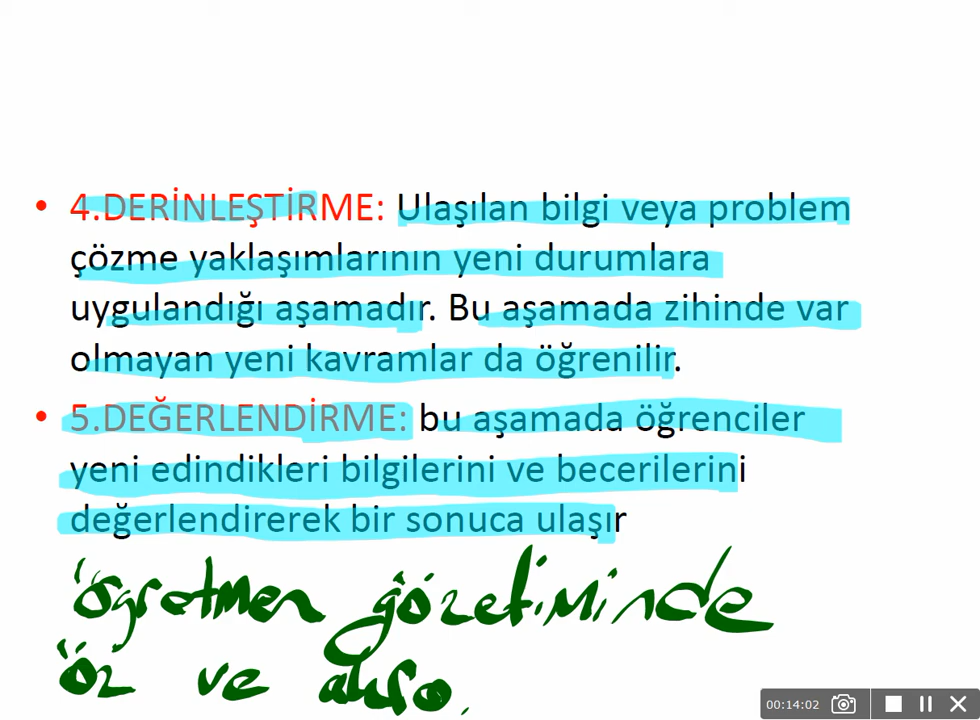 • 4.DERİNLEŞTİRME: Ulaşılan bilgi veya problem
çözme yaklaşımlarının yeni durumlara
uygulandığı aşamadır. Bu aşamada zihinde var
olmayan yeni kavramlar da öğrenilir.
• 5.DEĞERLENDİRME: bu aşamada öğrenciler
yeni edindikleri bilgilerini ve becerilerini
değerlendirerek bir sonuca ulaşır
öğretmen gözetiminde
öz ve
00:14:02